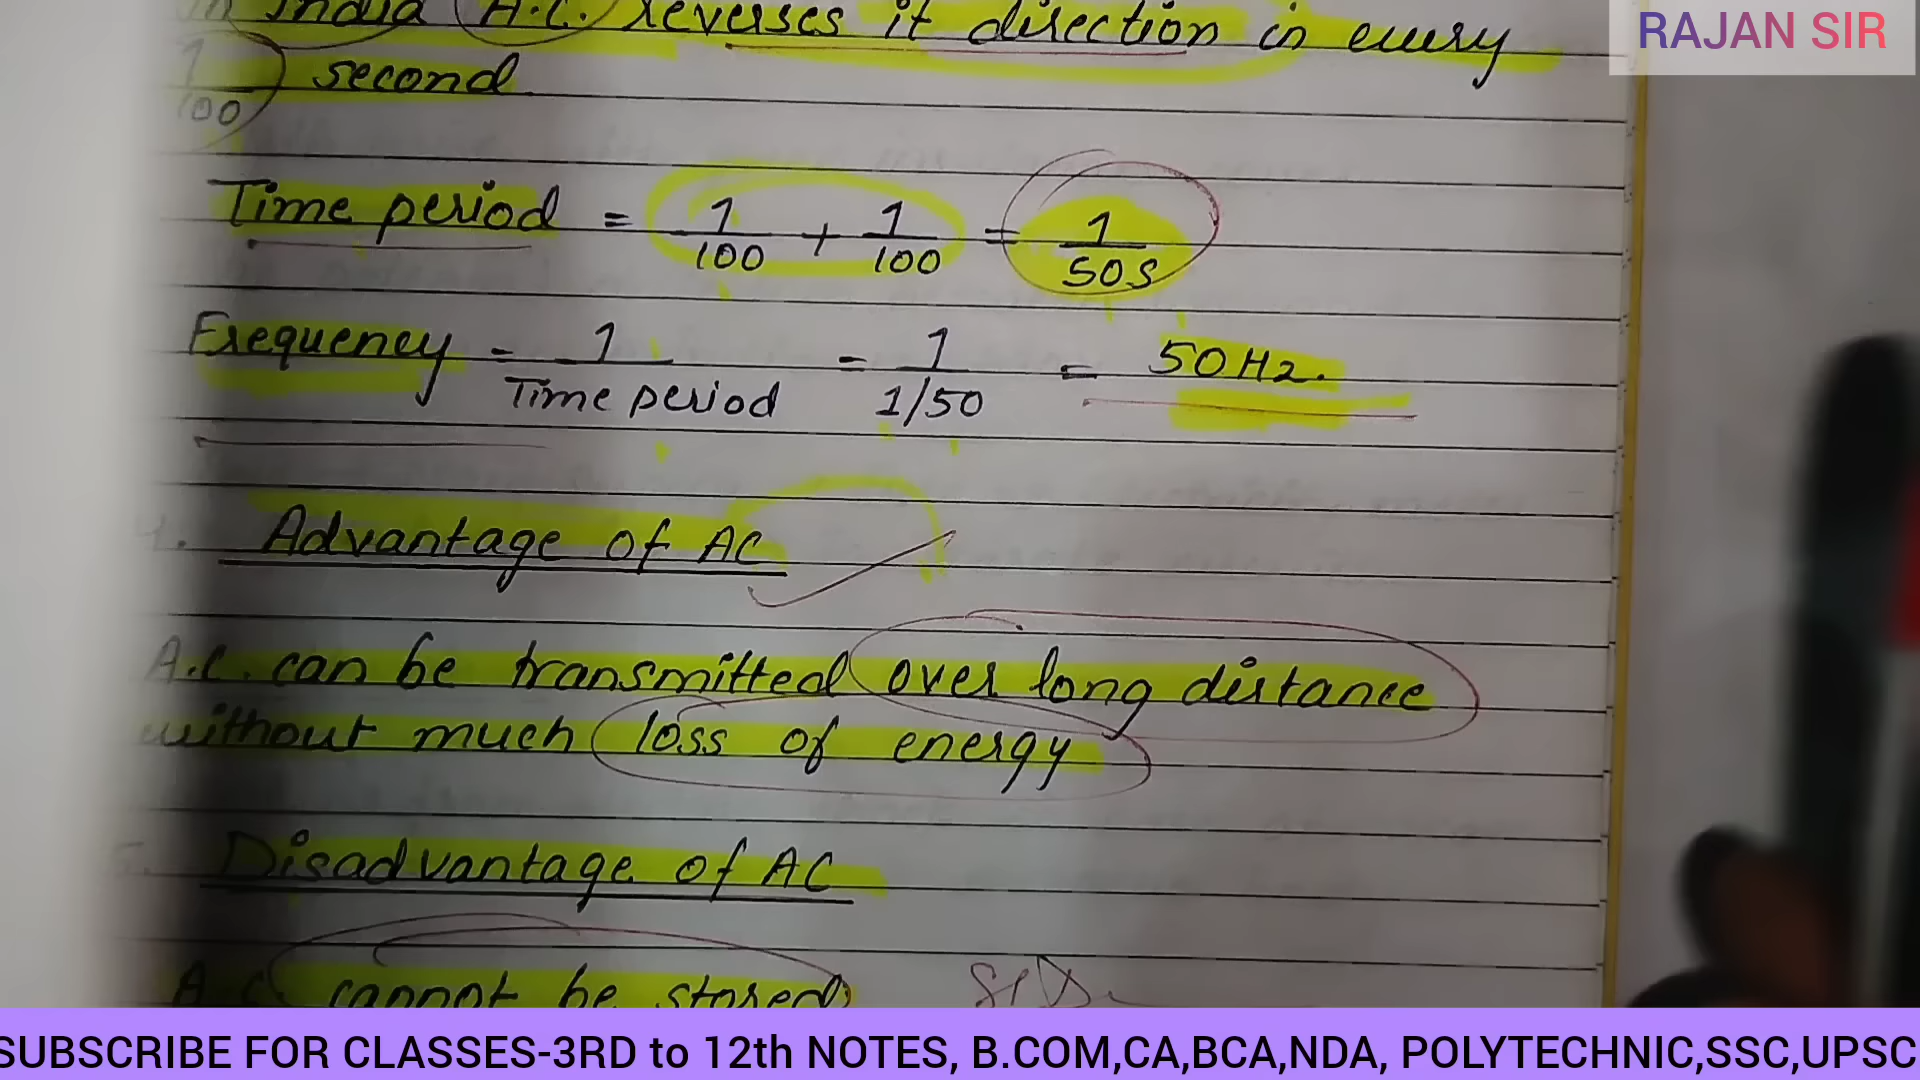 In India A.C. reverses it direction in every
RAJAN SIR
1/100 second.
Time period = 1/100 + 1/100 = 1/50s
Frequency = 1/Time period = 1/1/50 = 50Hz.
Advantage of AC
A.C. can be transmitted over long distance
without much loss of energy
Disadvantage of AC
A.C. cannot be stored
SUBSCRIBE FOR CLASSES-3RD to 12th NOTES, B.COM,CA,BCA,NDA, POLYTECHNIC,SSC,UPSC